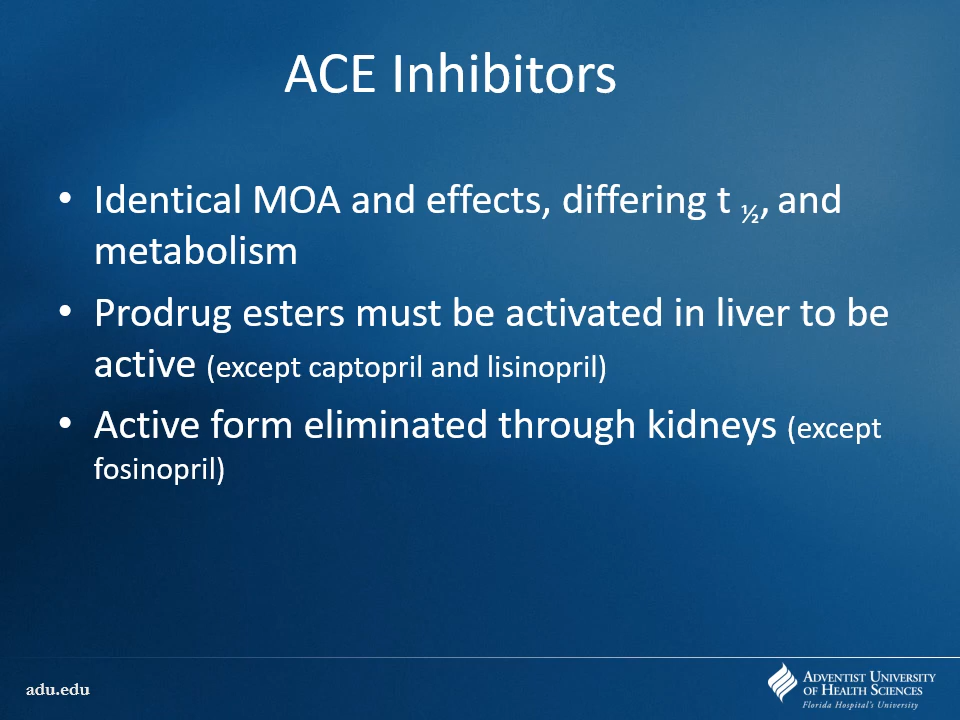 ACE Inhibitors
• Identical MOA and effects, differing t ½, and
metabolism
• Prodrug esters must be activated in liver to be
active (except captopril and lisinopril)
• Active form eliminated through kidneys (except
fosinopril)
adu.edu
Adventist University
of Health Sciences
Florida Hospital's University